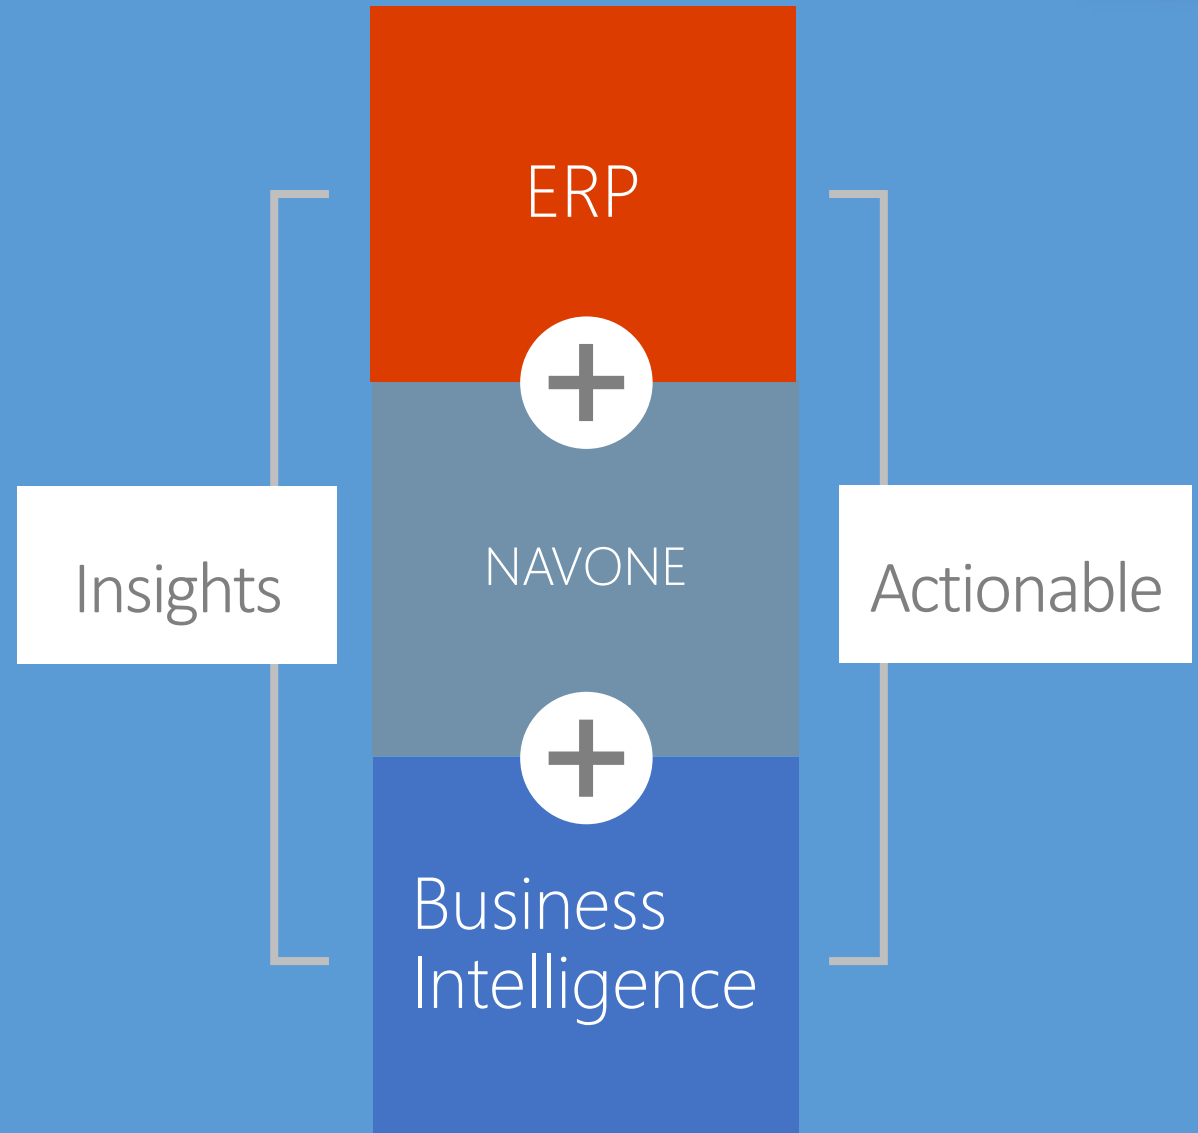 ERP
+
NAVONE
Insights
Actionable
+
Business
Intelligence